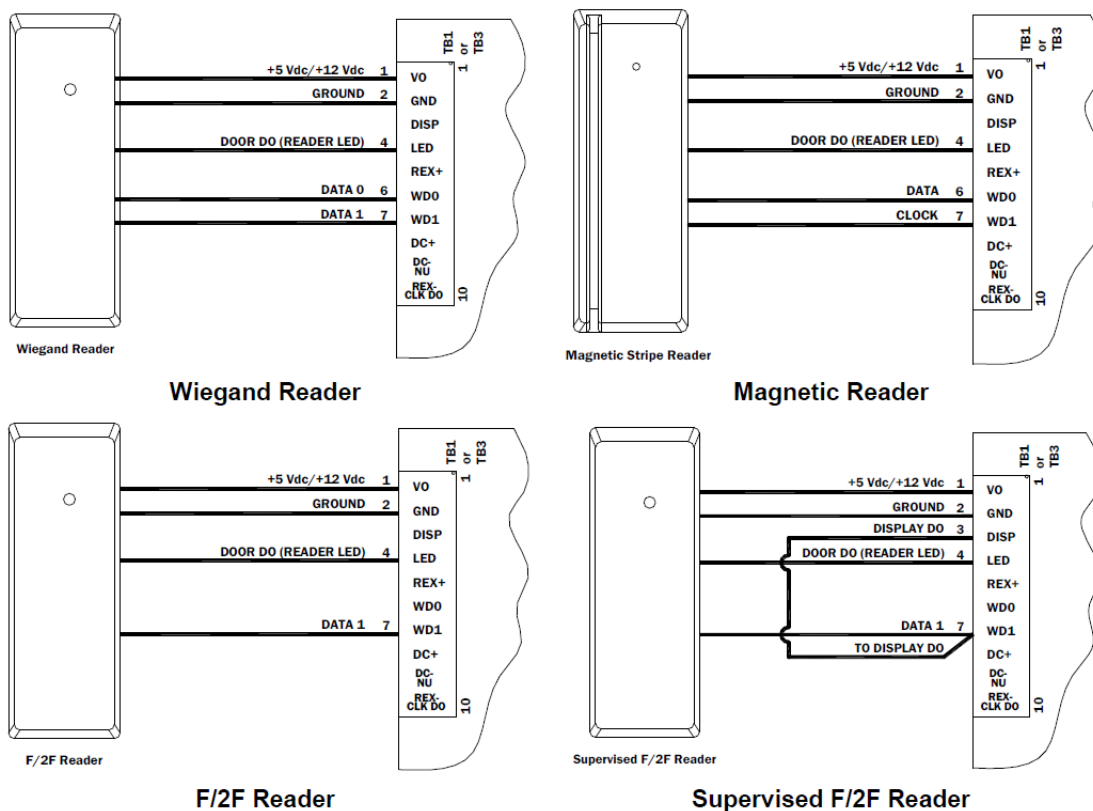 TB1
or
TB3
1
+5 Vdc/+12 Vdc 1 VO
GROUND 2 GND
DISP
DOOR DO (READER LED) 4 LED
REX+
DATA 0 6 WD0
DATA 1 7 WD1
DC+
DC-
NU
REX-
CLK DO
10
Wiegand Reader
Wiegand Reader
TB1
or
TB3
1
+5 Vdc/+12 Vdc 1 VO
GROUND 2 GND
DISP
DOOR DO (READER LED) 4 LED
REX+
DATA 6 WD0
CLOCK 7 WD1
DC+
DC-
NU
REX-
CLK DO
10
Magnetic Stripe Reader
Magnetic Reader
TB1
or
TB3
1
+5 Vdc/+12 Vdc 1 VO
GROUND 2 GND
DISP
DOOR DO (READER LED) 4 LED
REX+
WD0
DATA 1 7 WD1
DC+
DC-
NU
REX-
CLK DO
10
F/2F Reader
F/2F Reader
TB1
or
TB3
1
+5 Vdc/+12 Vdc 1 VO
GROUND 2 GND
DISPLAY DO 3 DISP
DOOR DO (READER LED) 4 LED
REX+
WD0
DATA 1 7 WD1
TO DISPLAY DO DC+
DC-
NU
REX-
CLK DO
10
Supervised F/2F Reader
Supervised F/2F Reader